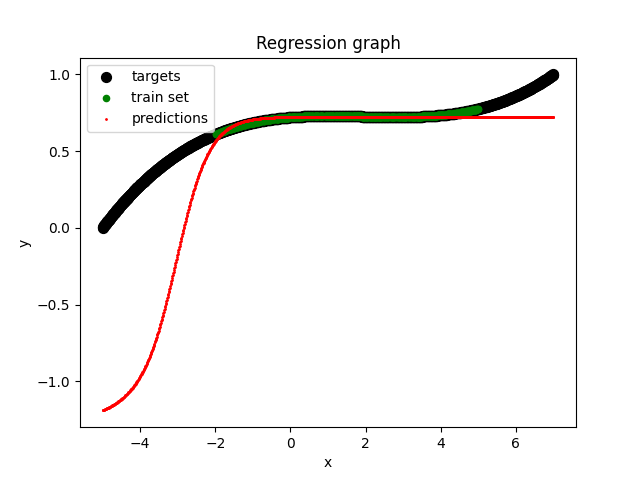 Regression graph
targets
train set
predictions
1.0
0.5
0.0
−0.5
−1.0
y
−4 −2 0 2 4 6
x